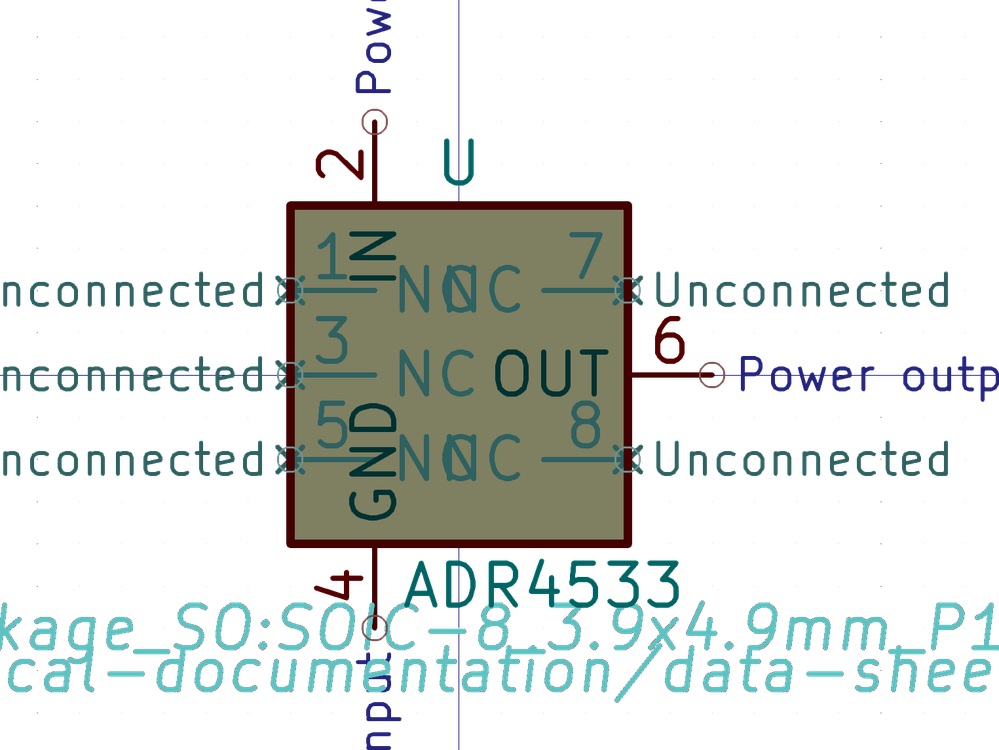 Powe
2
U
1
IN
7
nconnected
NC
NC
Unconnected
3
6
nconnected
NC
OUT
Power outp
5
GND
8
nconnected
NC
NC
Unconnected
4
ADR4533
kage_SO:SOIC-8_3.9x4.9mm_P1
cal-documentation/data-shee
nput